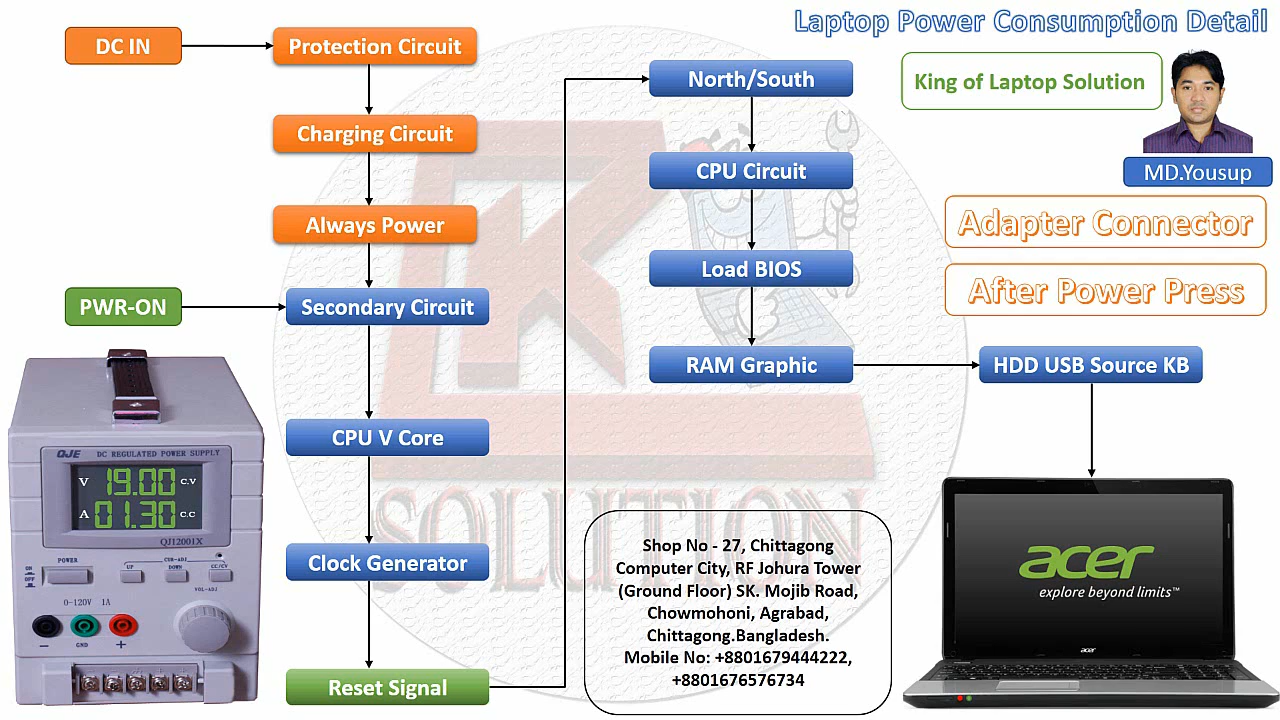 Laptop Power Consumption Detail
DC IN
Protection Circuit
North/South
King of Laptop Solution
Charging Circuit
CPU Circuit
MD.Yousup
Always Power
Adapter Connector
Load BIOS
After Power Press
PWR-ON
Secondary Circuit
RAM Graphic
HDD USB Source KB
CPU V Core
Clock Generator
Reset Signal
SOLUTION
QJE DC REGULATED POWER SUPPLY
V 19.00 C.V
A 01.30 C.C
QJ12001X
POWER
ON
OFF
CUR-ADJ
UP
DOWN
CC/CV
VOL-ADJ
0-120V 1A
− GND +
Shop No - 27, Chittagong
Computer City, RF Johura Tower
(Ground Floor) SK. Mojib Road,
Chowmohoni, Agrabad,
Chittagong.Bangladesh.
Mobile No: +8801679444222,
+8801676576734
acer
explore beyond limits™
acer